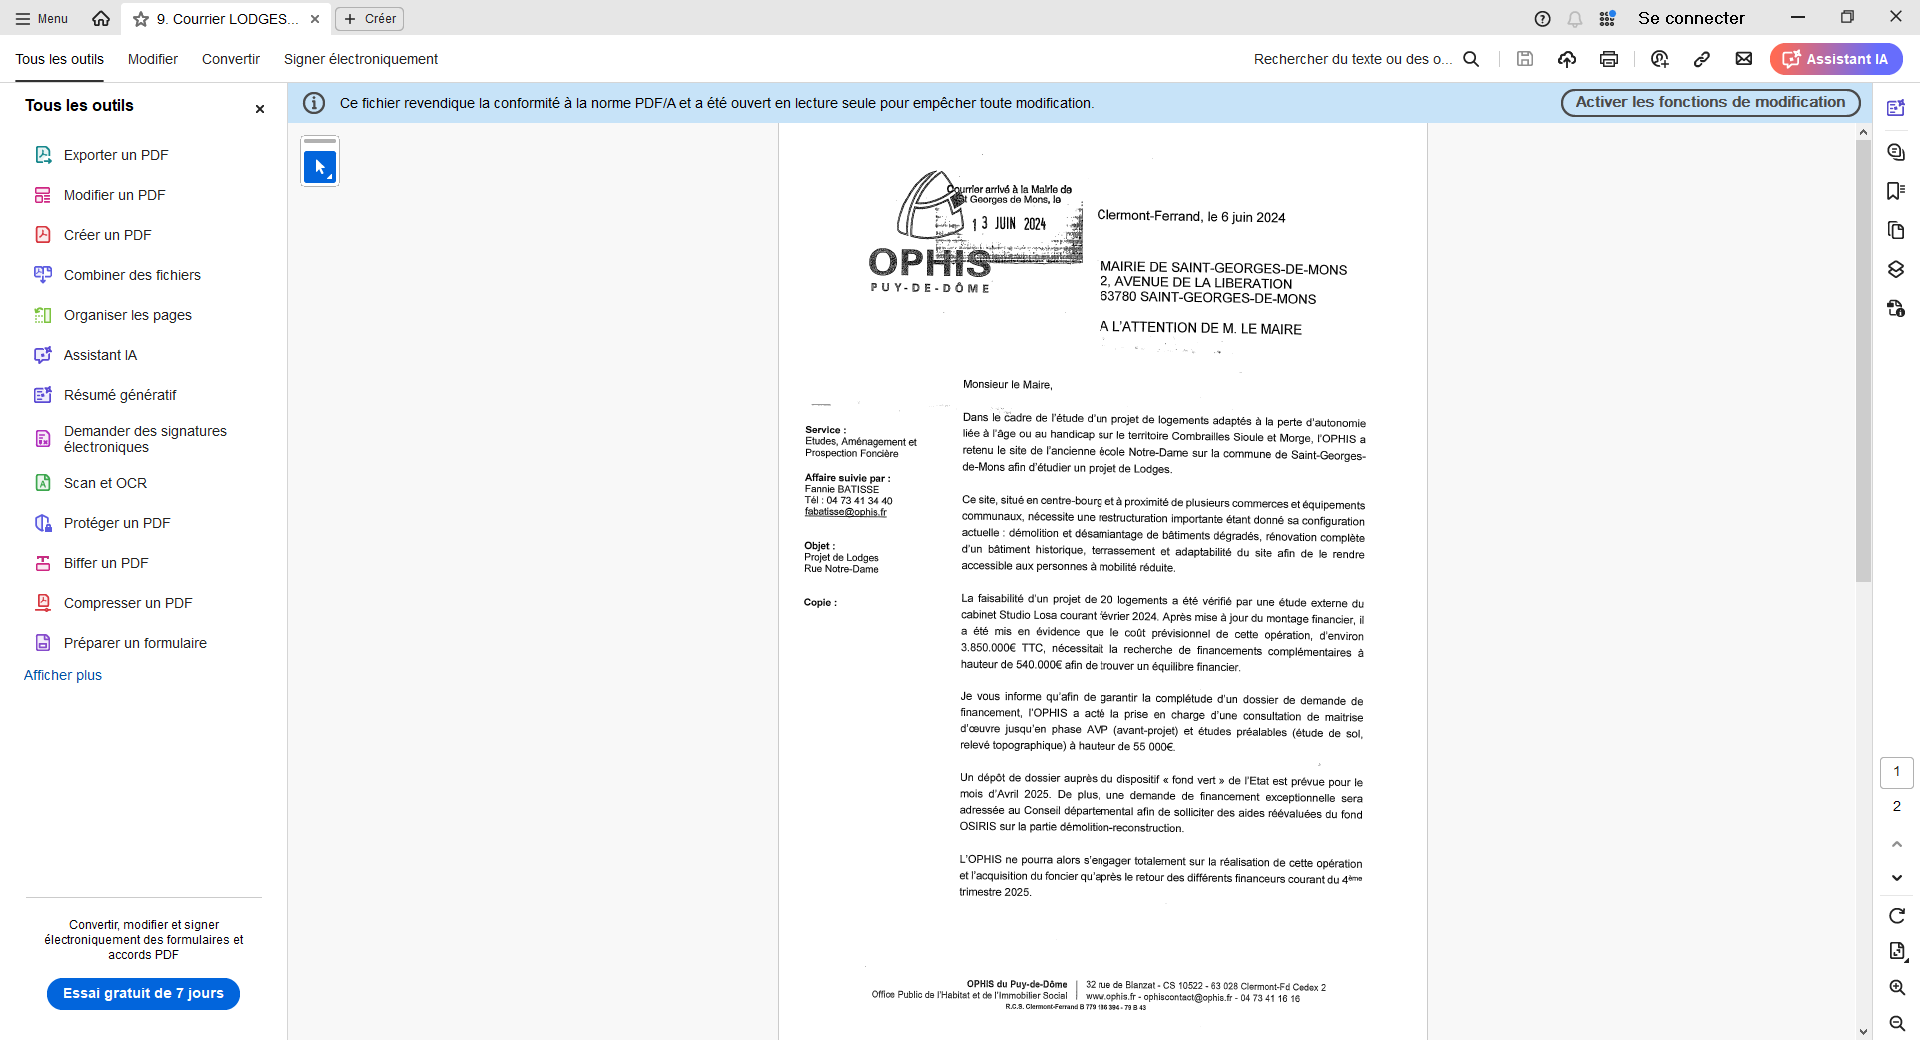 Menu
9. Courrier LODGES...
Créer
Se connecter
Tous les outils
Modifier
Convertir
Signer électroniquement
Rechercher du texte ou des o...
Assistant IA
Tous les outils
Ce fichier revendique la conformité à la norme PDF/A et a été ouvert en lecture seule pour empêcher toute modification.
Activer les fonctions de modification
Exporter un PDF
Modifier un PDF
Créer un PDF
Combiner des fichiers
Organiser les pages
Assistant IA
Résumé génératif
Demander des signatures
électroniques
Scan et OCR
Protéger un PDF
Biffer un PDF
Compresser un PDF
Préparer un formulaire
Afficher plus
Convertir, modifier et signer
électroniquement des formulaires et
accords PDF
Essai gratuit de 7 jours
Courrier arrivé à la Mairie de
St Georges de Mons, le
13 JUIN 2024
OPHIS
PUY-DE-DÔME
Clermont-Ferrand, le 6 juin 2024
MAIRIE DE SAINT-GEORGES-DE-MONS
2, AVENUE DE LA LIBERATION
63780 SAINT-GEORGES-DE-MONS
A L'ATTENTION DE M. LE MAIRE
Service :
Etudes, Aménagement et
Prospection Foncière
Affaire suivie par :
Fannie BATISSE
Tél : 04 73 41 34 40
fabatisse@ophis.fr
Objet :
Projet de Lodges
Rue Notre-Dame
Copie :
Monsieur le Maire,
Dans le cadre de l'étude d'un projet de logements adaptés à la perte d'autonomie
liée à l'âge ou au handicap sur le territoire Combrailles Sioule et Morge, l'OPHIS a
retenu le site de l'ancienne école Notre-Dame sur la commune de Saint-Georges-
de-Mons afin d'étudier un projet de Lodges.
Ce site, situé en centre-bourg et à proximité de plusieurs commerces et équipements
communaux, nécessite une restructuration importante étant donné sa configuration
actuelle : démolition et désamiantage de bâtiments dégradés, rénovation complète
d'un bâtiment historique, terrassement et adaptabilité du site afin de le rendre
accessible aux personnes à mobilité réduite.
La faisabilité d'un projet de 20 logements a été vérifié par une étude externe du
cabinet Studio Losa courant février 2024. Après mise à jour du montage financier, il
a été mis en évidence que le coût prévisionnel de cette opération, d'environ
3.850.000€ TTC, nécessitait la recherche de financements complémentaires à
hauteur de 540.000€ afin de trouver un équilibre financier.
Je vous informe qu'afin de garantir la complétude d'un dossier de demande de
financement, l'OPHIS a acté la prise en charge d'une consultation de maitrise
d'œuvre jusqu'en phase AVP (avant-projet) et études préalables (étude de sol,
relevé topographique) à hauteur de 55 000€.
Un dépôt de dossier auprès du dispositif « fond vert » de l'Etat est prévue pour le
mois d'Avril 2025. De plus, une demande de financement exceptionnelle sera
adressée au Conseil départemental afin de solliciter des aides réévaluées du fond
OSIRIS sur la partie démolition-reconstruction.
L'OPHIS ne pourra alors s'engager totalement sur la réalisation de cette opération
et l'acquisition du foncier qu'après le retour des différents financeurs courant du 4ème
trimestre 2025.
OPHIS du Puy-de-Dôme
Office Public de l'Habitat et de l'Immobilier Social
32 rue de Blanzat - CS 10522 - 63 028 Clermont-Fd Cedex 2
www.ophis.fr - ophiscontact@ophis.fr - 04 73 41 16 16
R.C.S. Clermont-Ferrand B 779 186 394 - 79 B 43
1
2